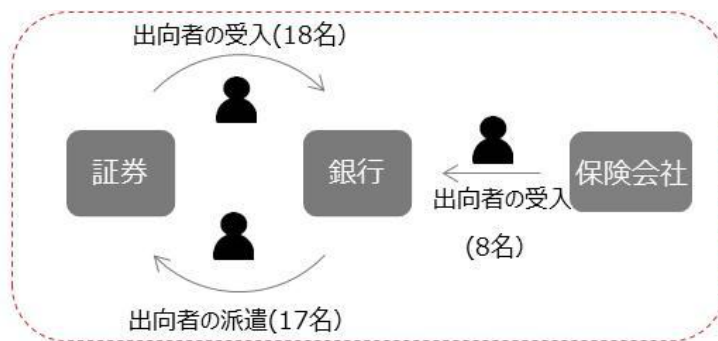 出向者の受入(18名)
証券
銀行
保険会社
出向者の受入
(8名)
出向者の派遣(17名)